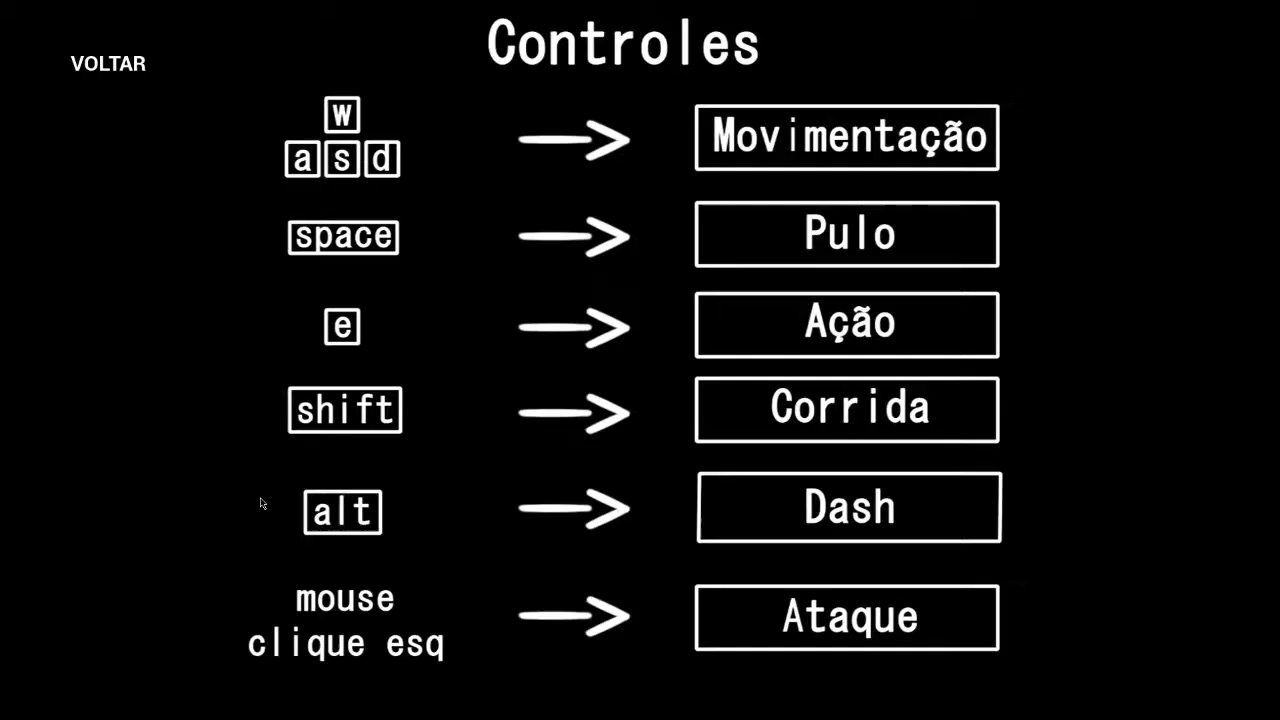 Controles
VOLTAR
w
a s d
Movimentação
space
Pulo
e
Ação
shift
Corrida
alt
Dash
mouse
clique esq
Ataque